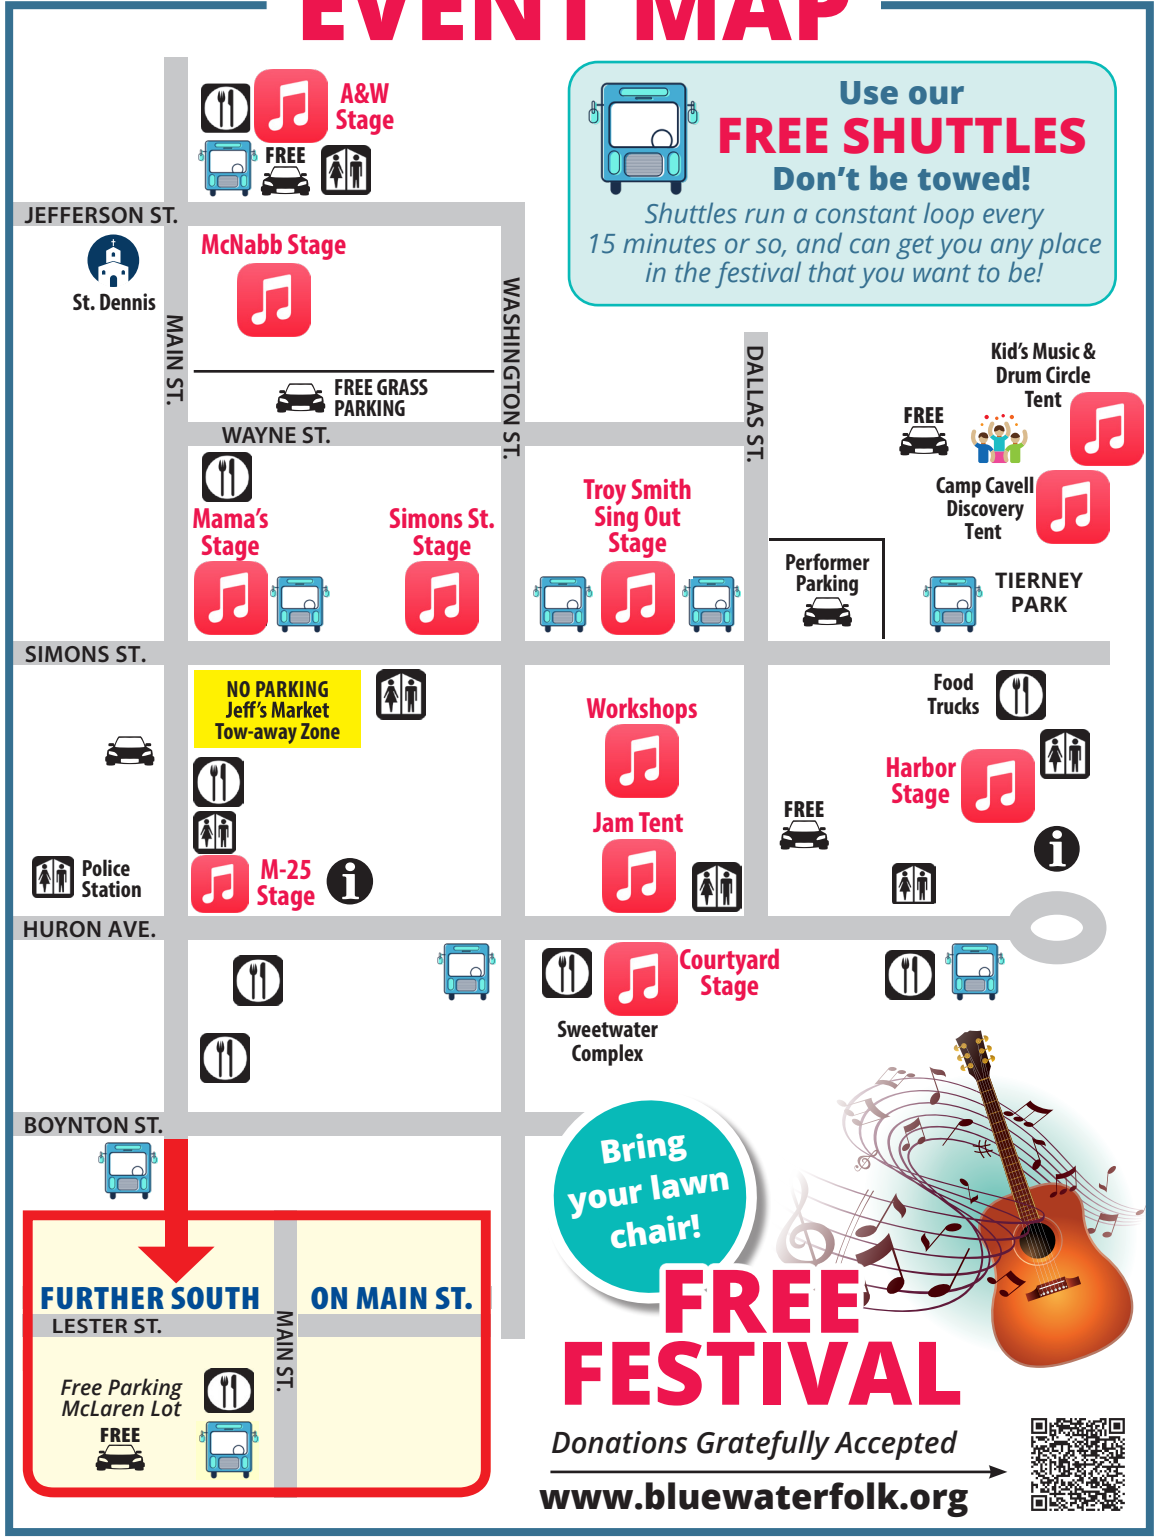 EVENT MAP
A&W
Stage
FREE
Use our
FREE SHUTTLES
Don't be towed!
Shuttles run a constant loop every
15 minutes or so, and can get you any place
in the festival that you want to be!
JEFFERSON ST.
St. Dennis
McNabb Stage
MAIN ST.
WASHINGTON ST.
DALLAS ST.
FREE GRASS
PARKING
WAYNE ST.
Kid's Music &
Drum Circle
Tent
FREE
Camp Cavell
Discovery
Tent
Mama's
Stage
Simons St.
Stage
Troy Smith
Sing Out
Stage
Performer
Parking
TIERNEY
PARK
SIMONS ST.
NO PARKING
Jeff's Market
Tow-away Zone
Workshops
Food
Trucks
Harbor
Stage
Jam Tent
FREE
Police
Station
M-25
Stage
i
i
HURON AVE.
Courtyard
Stage
Sweetwater
Complex
BOYNTON ST.
Bring
your lawn
chair!
FURTHER SOUTH ON MAIN ST.
LESTER ST.
MAIN ST.
Free Parking
McLaren Lot
FREE
FREE
FESTIVAL
Donations Gratefully Accepted
www.bluewaterfolk.org